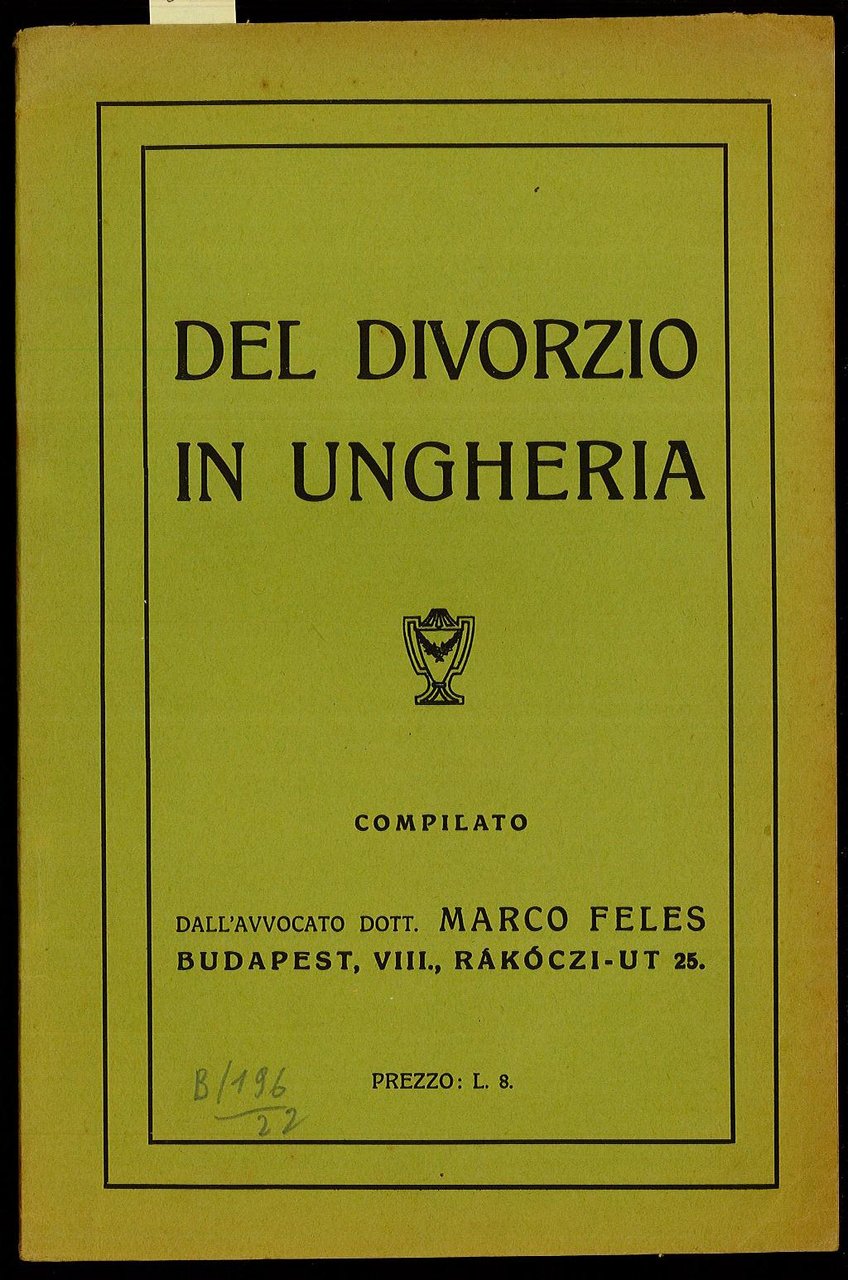 DEL DIVORZIO
IN UNGHERIA
COMPILATO
DALL'AVVOCATO DOTT. MARCO FELES
BUDAPEST, VIII., RÁKÓCZI-UT 25.
PREZZO: L. 8.
B/196
22